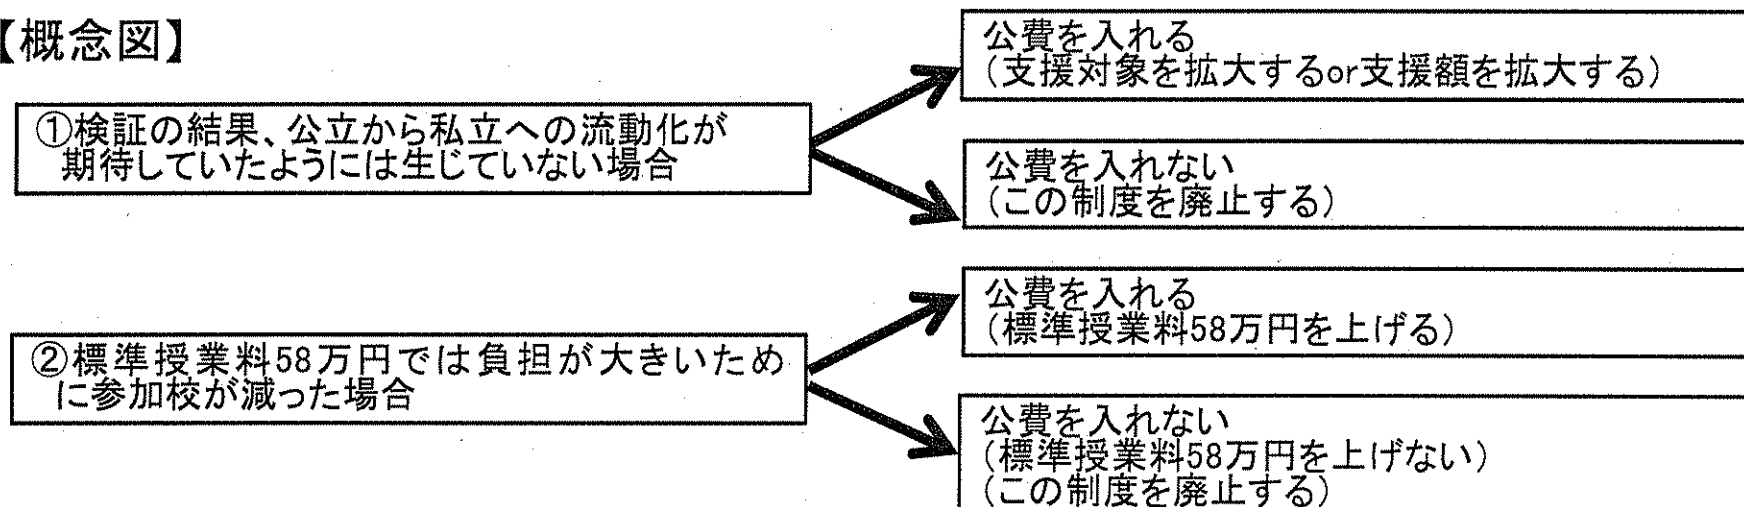 【概念図】
①検証の結果、公立から私立への流動化が
期待していたようには生じていない場合
公費を入れる
(支援対象を拡大するor支援額を拡大する)
公費を入れない
(この制度を廃止する)
②標準授業料58万円では負担が大きいため
に参加校が減った場合
公費を入れる
(標準授業料58万円を上げる)
公費を入れない
(標準授業料58万円を上げない)
(この制度を廃止する)